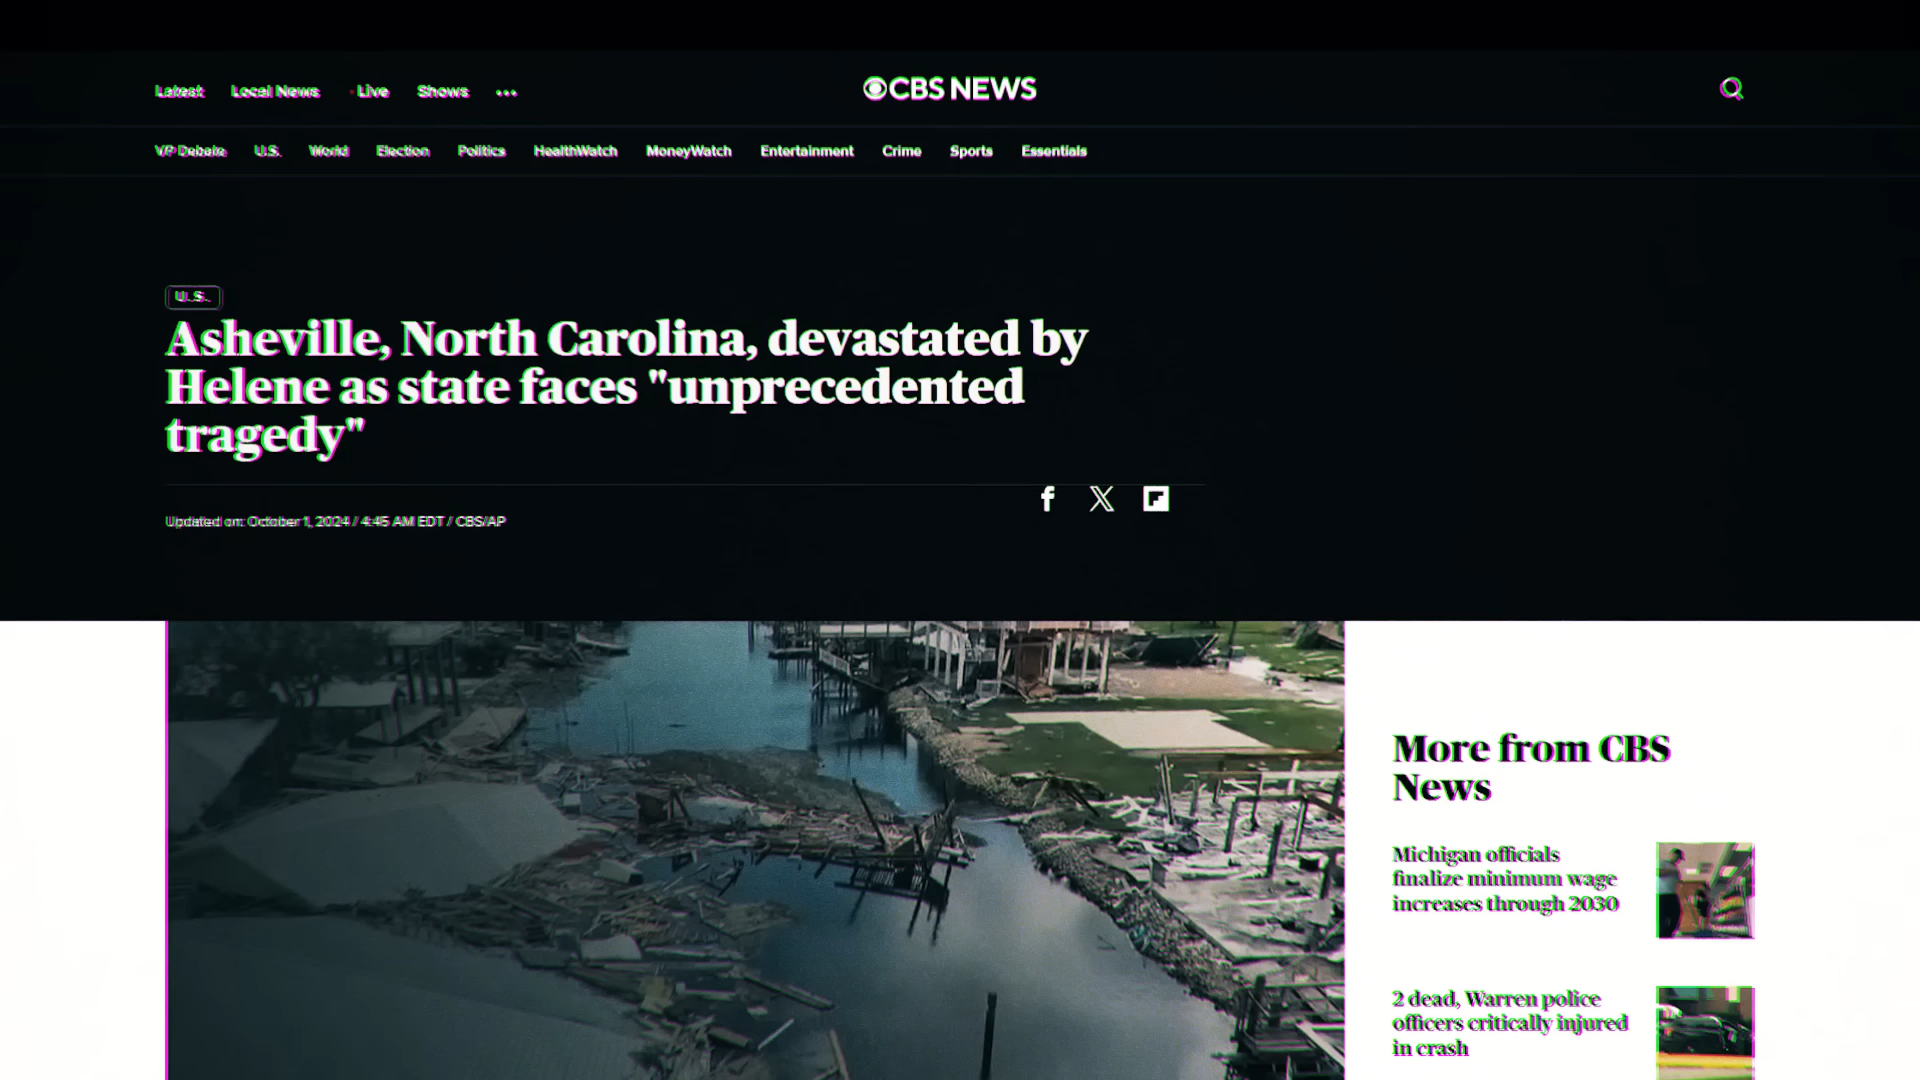 Latest Local News Live Shows ...
CBS NEWS
VP Debate U.S. World Election Politics HealthWatch MoneyWatch Entertainment Crime Sports Essentials
U.S.
Asheville, North Carolina, devastated by
Helene as state faces "unprecedented
tragedy"
Updated on: October 1, 2024 / 4:45 AM EDT / CBS/AP
More from CBS
News
Michigan officials
finalize minimum wage
increases through 2030
2 dead, Warren police
officers critically injured
in crash